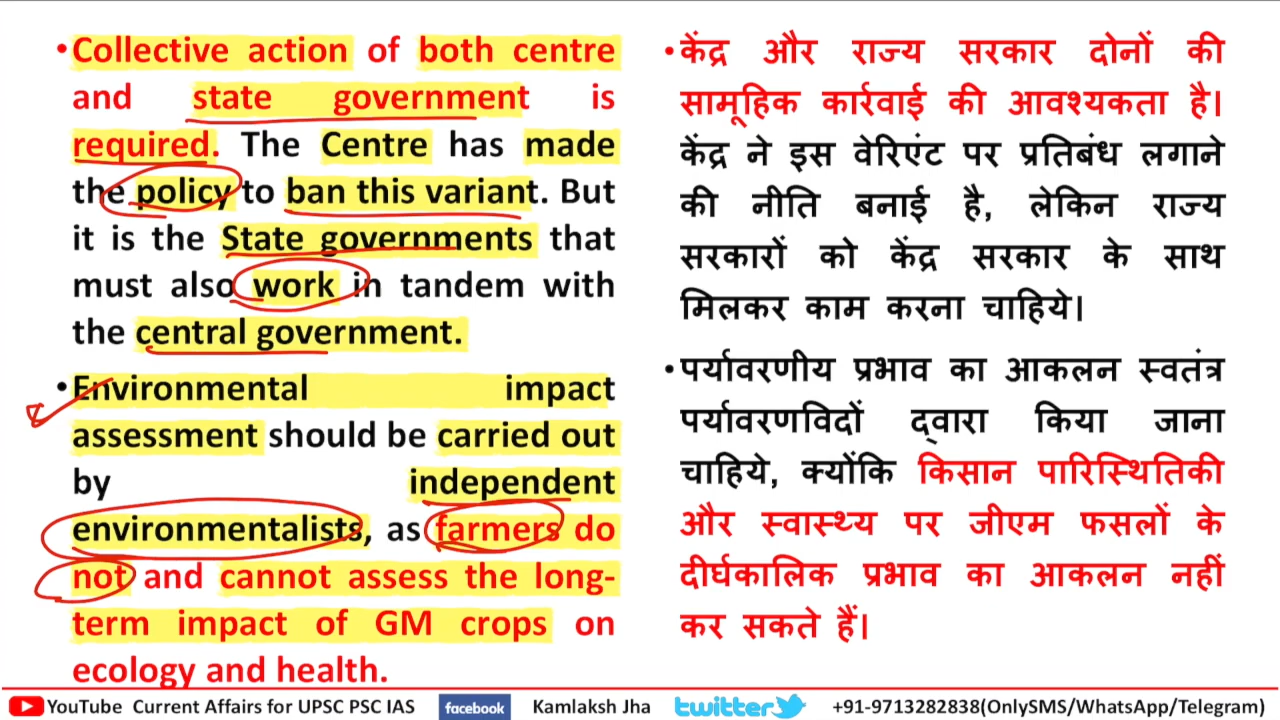 •Collective action of both centre
and state government is
required. The Centre has made
the policy to ban this variant. But
it is the State governments that
must also work in tandem with
the central government.
•Environmental impact
assessment should be carried out
by independent
environmentalists, as farmers do
not and cannot assess the long-
term impact of GM crops on
ecology and health.
•केंद्र और राज्य सरकार दोनों की
सामूहिक कार्रवाई की आवश्यकता है।
केंद्र ने इस वेरिएंट पर प्रतिबंध लगाने
की नीति बनाई है, लेकिन राज्य
सरकारों को केंद्र सरकार के साथ
मिलकर काम करना चाहिये।
•पर्यावरणीय प्रभाव का आकलन स्वतंत्र
पर्यावरणविदों द्वारा किया जाना
चाहिये, क्योंकि किसान पारिस्थितिकी
और स्वास्थ्य पर जीएम फसलों के
दीर्घकालिक प्रभाव का आकलन नहीं
कर सकते हैं।
YouTube Current Affairs for UPSC PSC IAS facebook Kamlaksh Jha twitter +91-9713282838(OnlySMS/WhatsApp/Telegram)